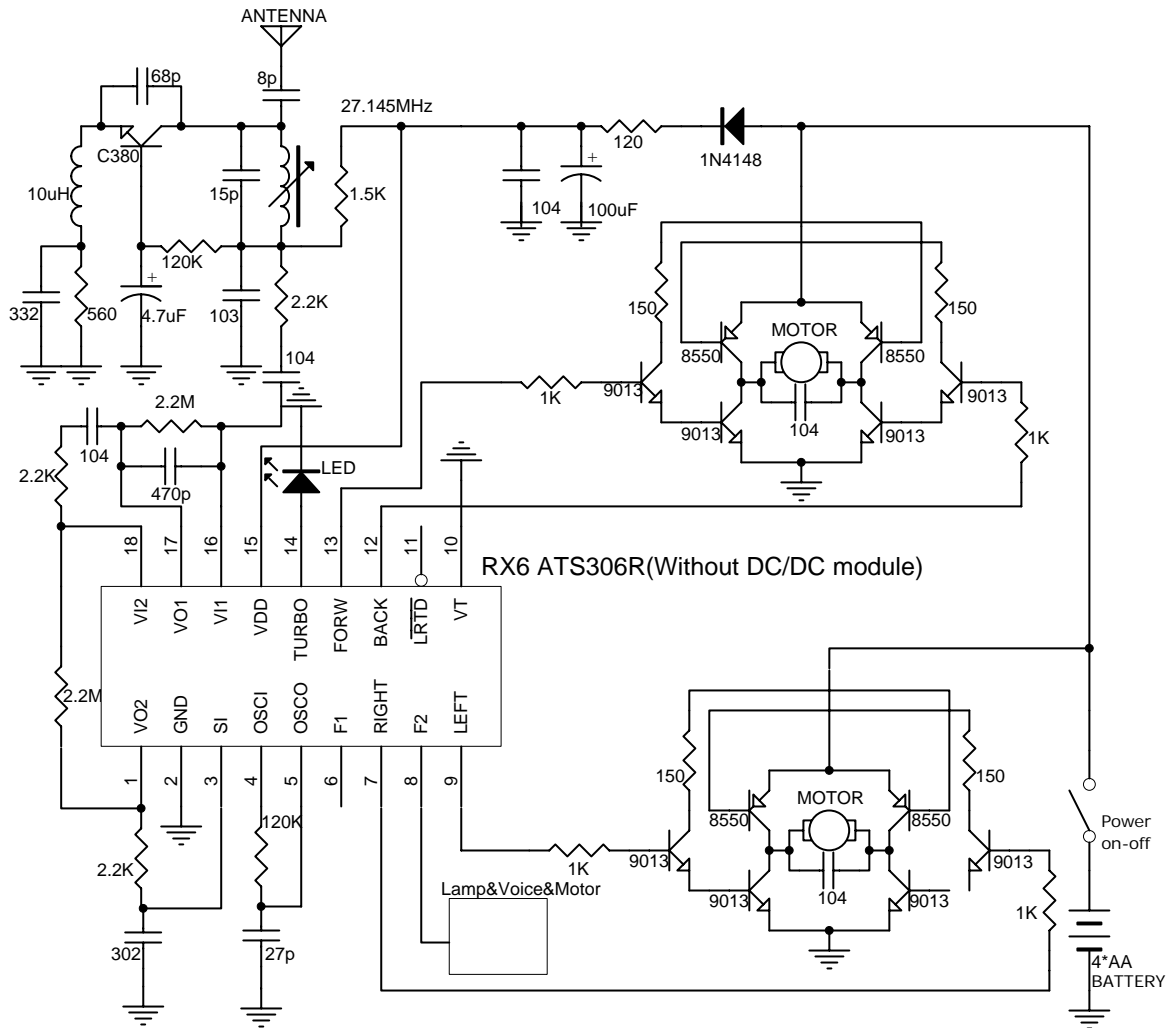 ANTENNA
68p
8p
27.145MHz
C380
120
1N4148
10uH
15p
1.5K
104
+
100uF
120K
332
560
+
4.7uF
103
2.2K
150
150
MOTOR
8550
8550
104
1K
9013
9013
104
9013
9013
1K
2.2M
104
2.2K
470p
LED
18
17
16
15
14
13
12
11
10
RX6 ATS306R(Without DC/DC module)
VI2
VO1
VI1
VDD
TURBO
FORW
BACK
LRTD
VT
2.2M
VO2
GND
SI
OSCI
OSCO
F1
RIGHT
F2
LEFT
1
2
3
4
5
6
7
8
9
150
150
MOTOR
8550
8550
120K
2.2K
1K
9013
9013
104
9013
9013
1K
Power
on-off
Lamp&Voice&Motor
302
27p
4*AA
BATTERY